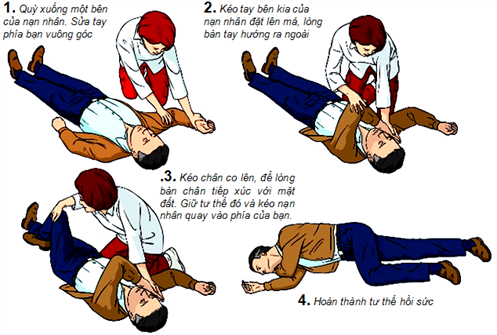 1. Quỳ xuống một bên
của nạn nhân. Sửa tay
phía bạn vuông góc
2. Kéo tay bên kia của
nạn nhân đặt lên má, lòng
bàn tay hướng ra ngoài
.3. Kéo chân co lên, để lòng
bàn chân tiếp xúc với mặt
đất. Giữ tư thế đó và kéo nạn
nhân quay vào phía của bạn.
4. Hoàn thành tư thế hồi sức